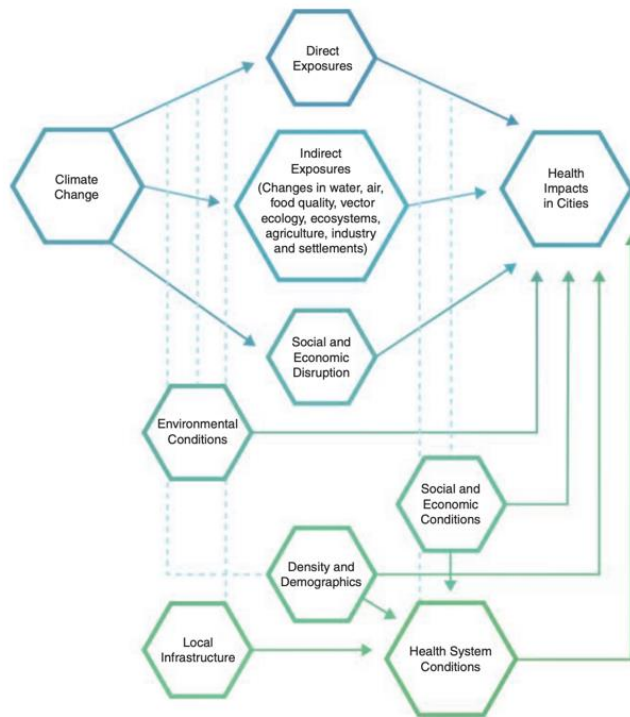 Direct
Exposures
Climate
Change
Indirect
Exposures
(Changes in water, air,
food quality, vector
ecology, ecosystems,
agriculture, industry
and settlements)
Health
Impacts
in Cities
Social and
Economic
Disruption
Environmental
Conditions
Social and
Economic
Conditions
Density and
Demographics
Local
Infrastructure
Health System
Conditions